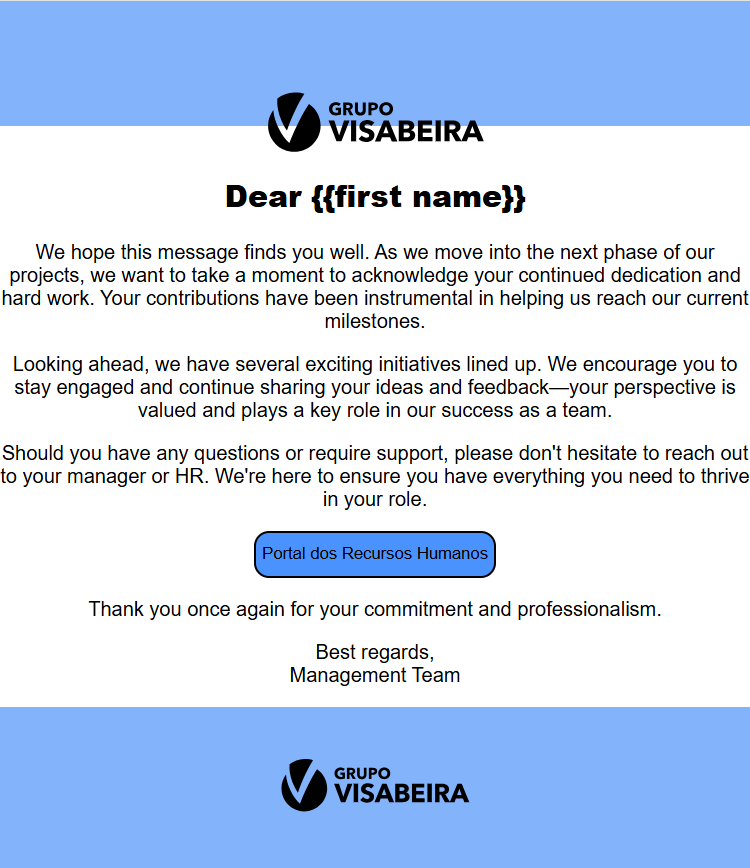 GRUPO
VISABEIRA
Dear {{first name}}
We hope this message finds you well. As we move into the next phase of our
projects, we want to take a moment to acknowledge your continued dedication and
hard work. Your contributions have been instrumental in helping us reach our current
milestones.
Looking ahead, we have several exciting initiatives lined up. We encourage you to
stay engaged and continue sharing your ideas and feedback—your perspective is
valued and plays a key role in our success as a team.
Should you have any questions or require support, please don't hesitate to reach out
to your manager or HR. We're here to ensure you have everything you need to thrive
in your role.
Portal dos Recursos Humanos
Thank you once again for your commitment and professionalism.
Best regards,
Management Team
GRUPO
VISABEIRA